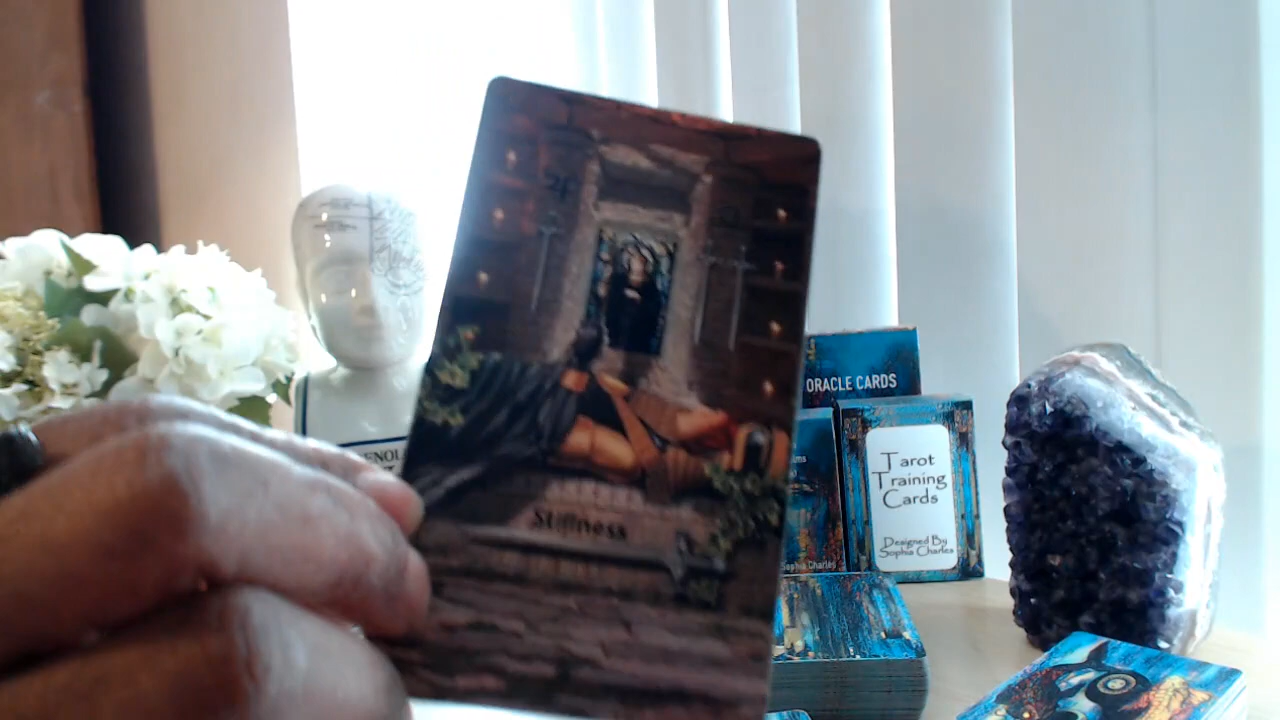 Stillness
ORACLE CARDS
Tarot
Training
Cards
Designed By
Sophia Charles
Sophia Charles